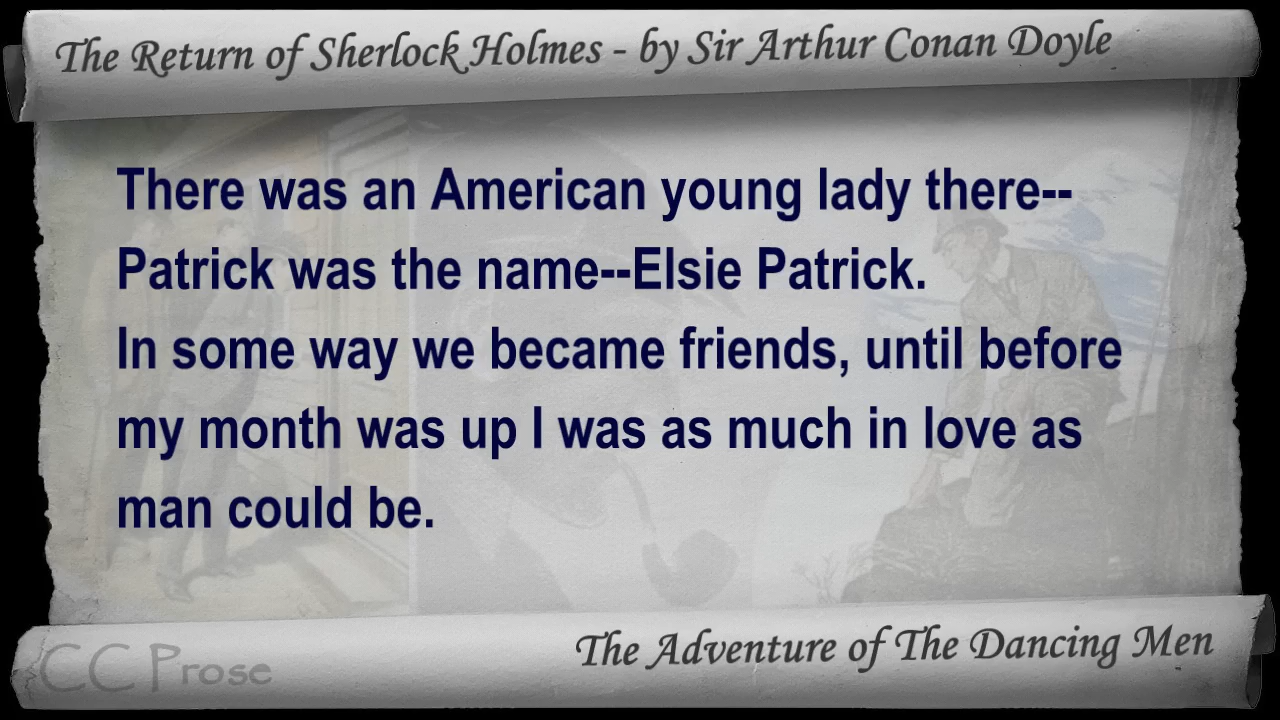 The Return of Sherlock Holmes - by Sir Arthur Conan Doyle
There was an American young lady there--
Patrick was the name--Elsie Patrick.
In some way we became friends, until before
my month was up I was as much in love as
man could be.
The Adventure of The Dancing Men
CC Prose